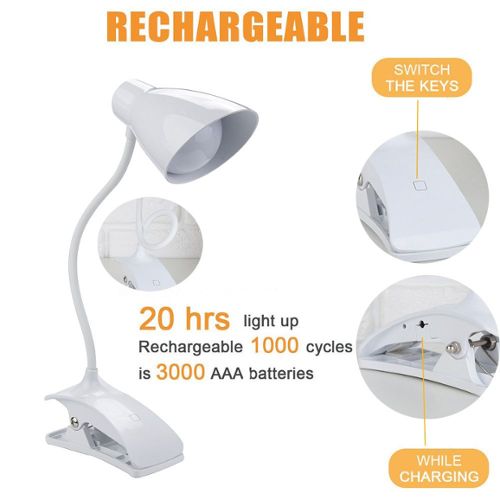 RECHARGEABLE
SWITCH
THE KEYS
20 hrs light up
Rechargeable 1000 cycles
is 3000 AAA batteries
WHILE
CHARGING